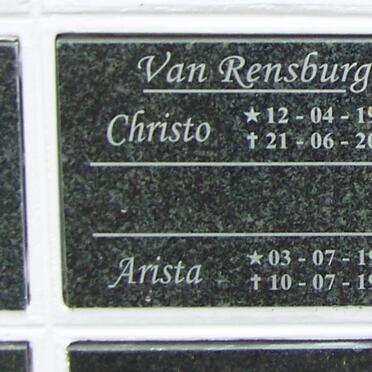 Van Rensburg
Christo ★ 12 - 04 - 19
✝ 21 - 06 - 20
Arista ★ 03 - 07 - 19
✝ 10 - 07 - 19